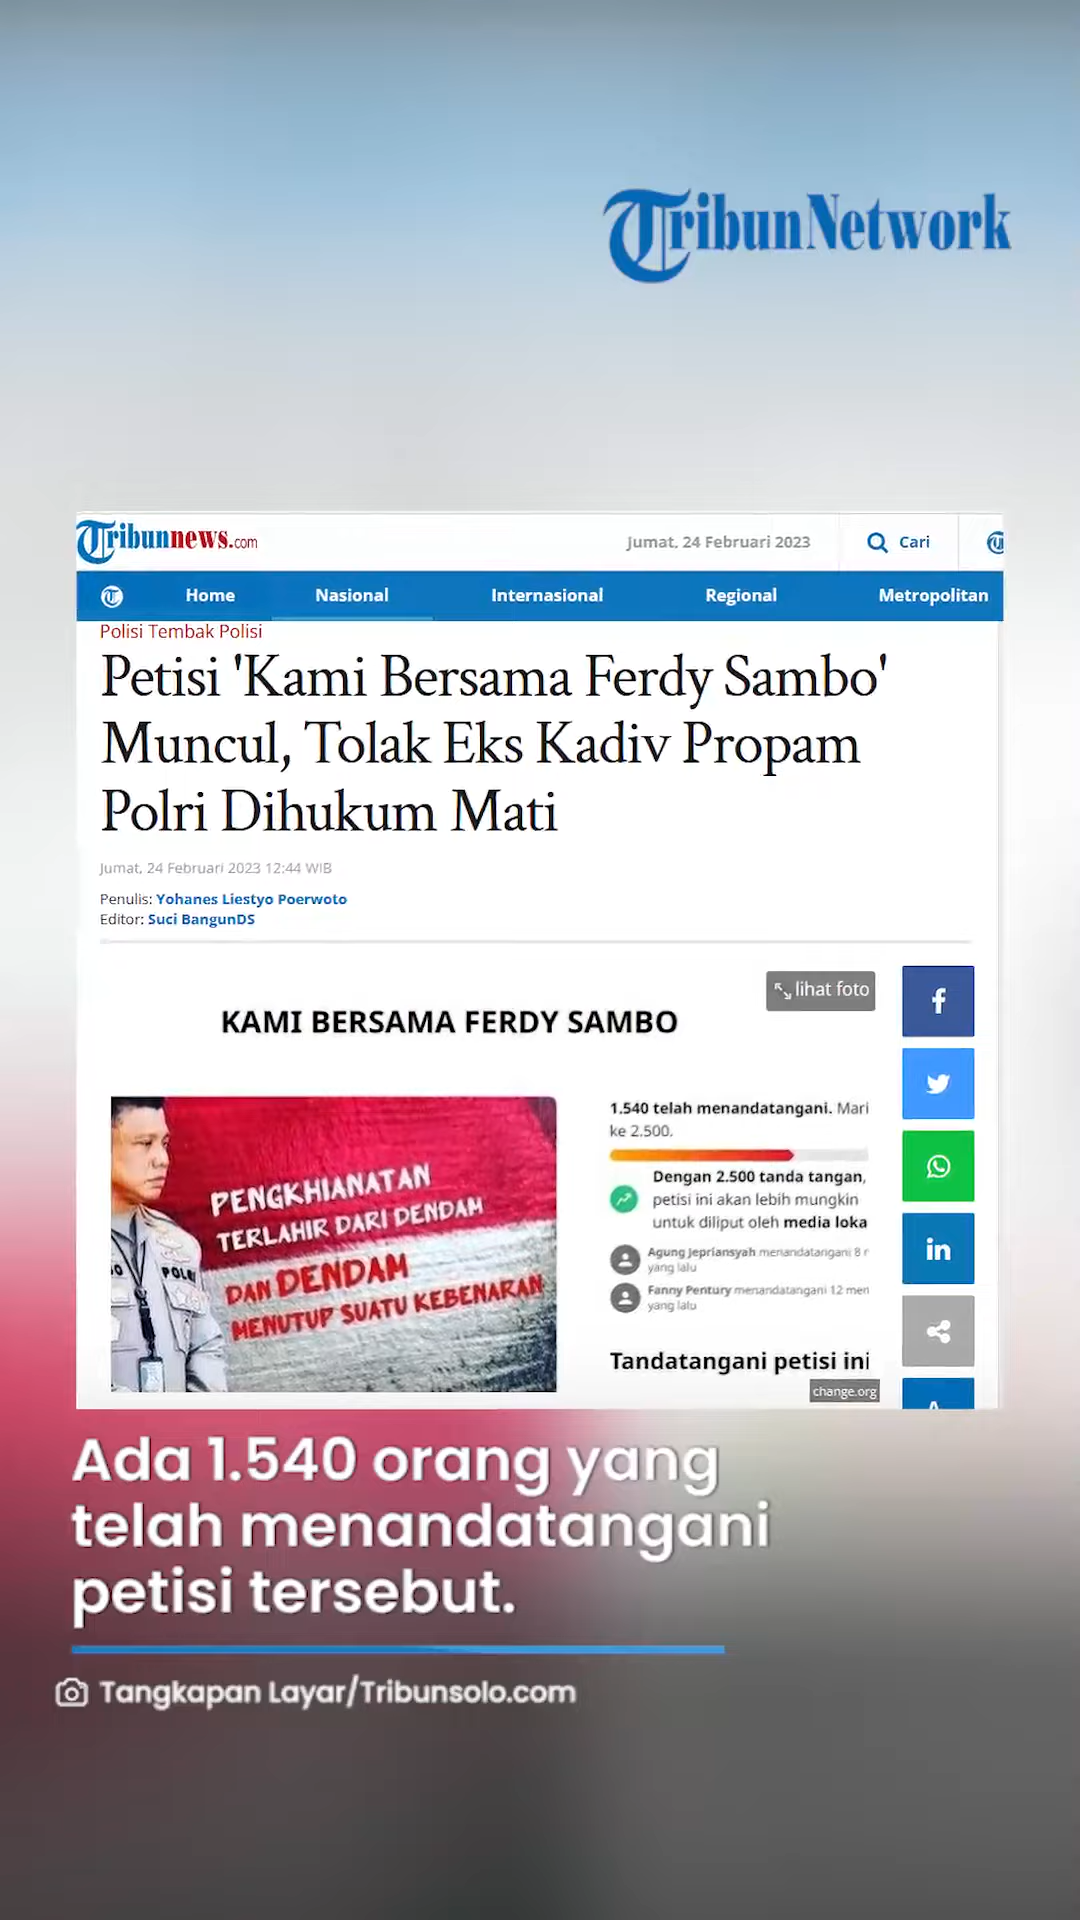 TribunNetwork
Tribunnews.com
Jumat, 24 Februari 2023
Cari
Home
Nasional
Internasional
Regional
Metropolitan
Polisi Tembak Polisi
Petisi 'Kami Bersama Ferdy Sambo'
Muncul, Tolak Eks Kadiv Propam
Polri Dihukum Mati
Jumat, 24 Februari 2023 12:44 WIB
Penulis: Yohanes Liestyo Poerwoto
Editor: Suci BangunDS
lihat foto
KAMI BERSAMA FERDY SAMBO
PENGKHIANATAN
TERLAHIR DARI DENDAM
DAN DENDAM
MENUTUP SUATU KEBENARAN
1.540 telah menandatangani. Mari
ke 2.500.
Dengan 2.500 tanda tangan,
petisi ini akan lebih mungkin
untuk diliput oleh media loka
Agung Jepriansyah menandatangani 8
yang lalu
Fanny Pentury menandatangani 12 men
yang lalu
Tandatangani petisi ini
change.org
Ada 1.540 orang yang
telah menandatangani
petisi tersebut.
Tangkapan Layar/Tribunsolo.com